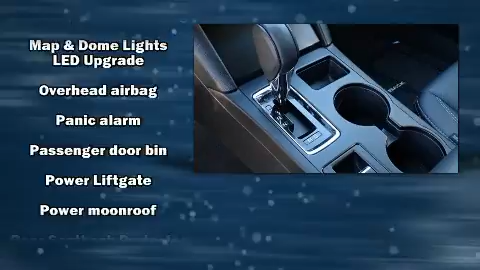 Map & Dome Lights
LED Upgrade
Overhead airbag
Panic alarm
Passenger door bin
Power Liftgate
Power moonroof